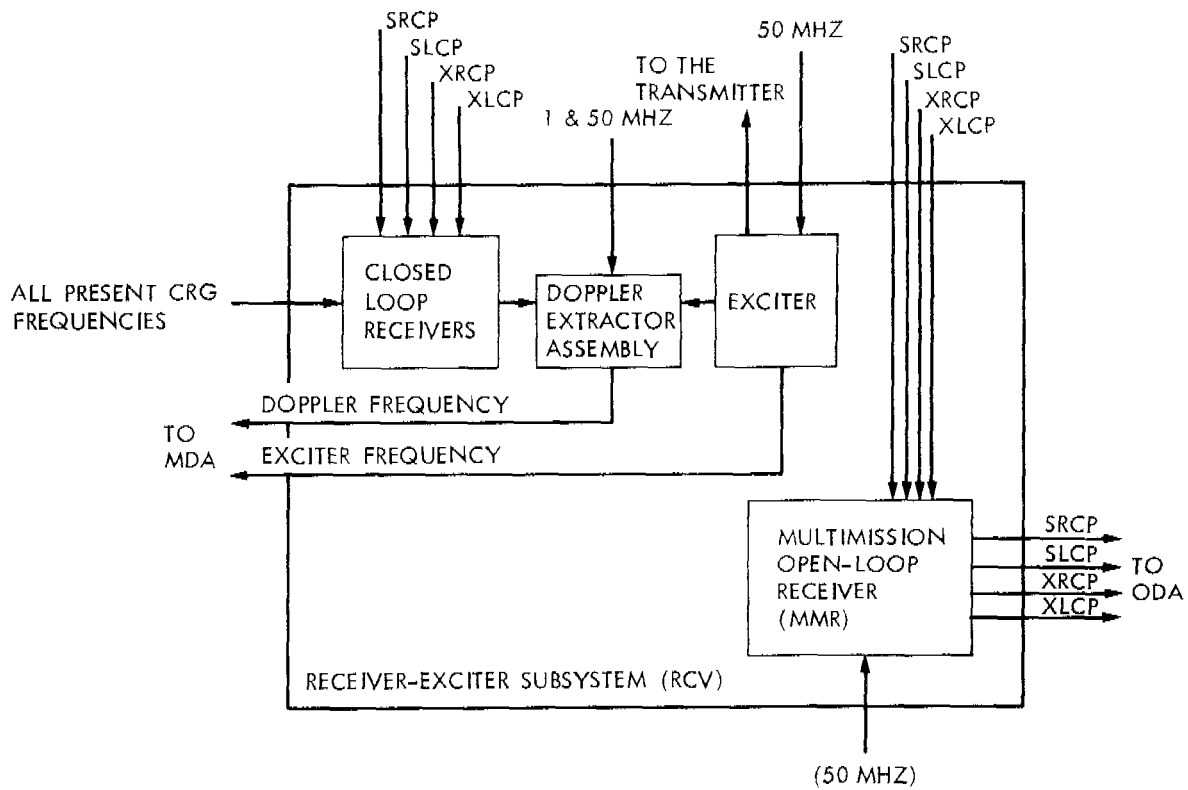 SRCP
SLCP
XRCP
XLCP
1 & 50 MHZ
TO THE
TRANSMITTER
50 MHZ
SRCP
SLCP
XRCP
XLCP
ALL PRESENT CRG
FREQUENCIES
CLOSED
LOOP
RECEIVERS
DOPPLER
EXTRACTOR
ASSEMBLY
EXCITER
DOPPLER FREQUENCY
TO
MDA
EXCITER FREQUENCY
MULTIMISSION
OPEN-LOOP
RECEIVER
(MMR)
SRCP
SLCP
XRCP
XLCP
TO
ODA
RECEIVER-EXCITER SUBSYSTEM (RCV)
(50 MHZ)